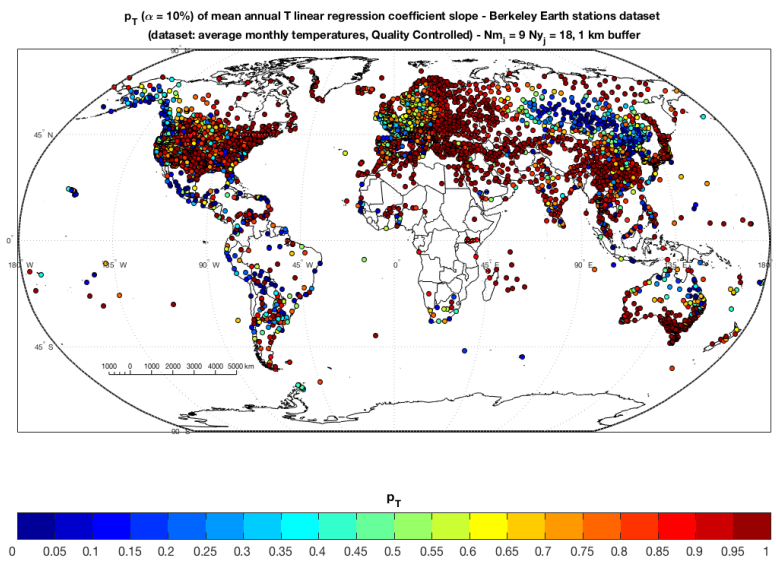 p_T (α = 10%) of mean annual T linear regression coefficient slope - Berkeley Earth stations dataset
(dataset: average monthly temperatures, Quality Controlled) - Nm_i = 9 Ny_j = 18, 1 km buffer
90° N
45° N
0°
180° W 135° W 90° W 45° W 0° 45° E 90 E 135 E 180°
45° S
1000 0 1000 2000 3000 4000 5000 km
90 S
p_T
0 0.05 0.1 0.15 0.2 0.25 0.3 0.35 0.4 0.45 0.5 0.55 0.6 0.65 0.7 0.75 0.8 0.85 0.9 0.95 1